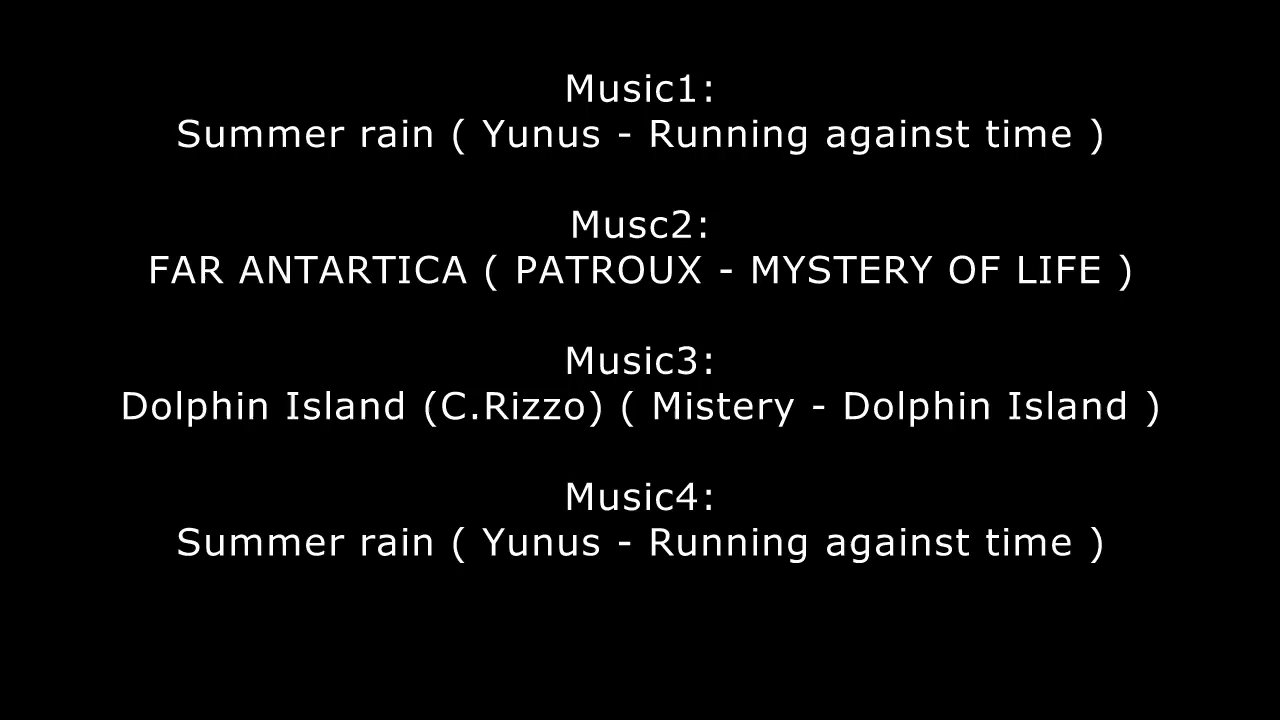 Music1:
Summer rain ( Yunus - Running against time )
Musc2:
FAR ANTARTICA ( PATROUX - MYSTERY OF LIFE )
Music3:
Dolphin Island (C.Rizzo) ( Mistery - Dolphin Island )
Music4:
Summer rain ( Yunus - Running against time )